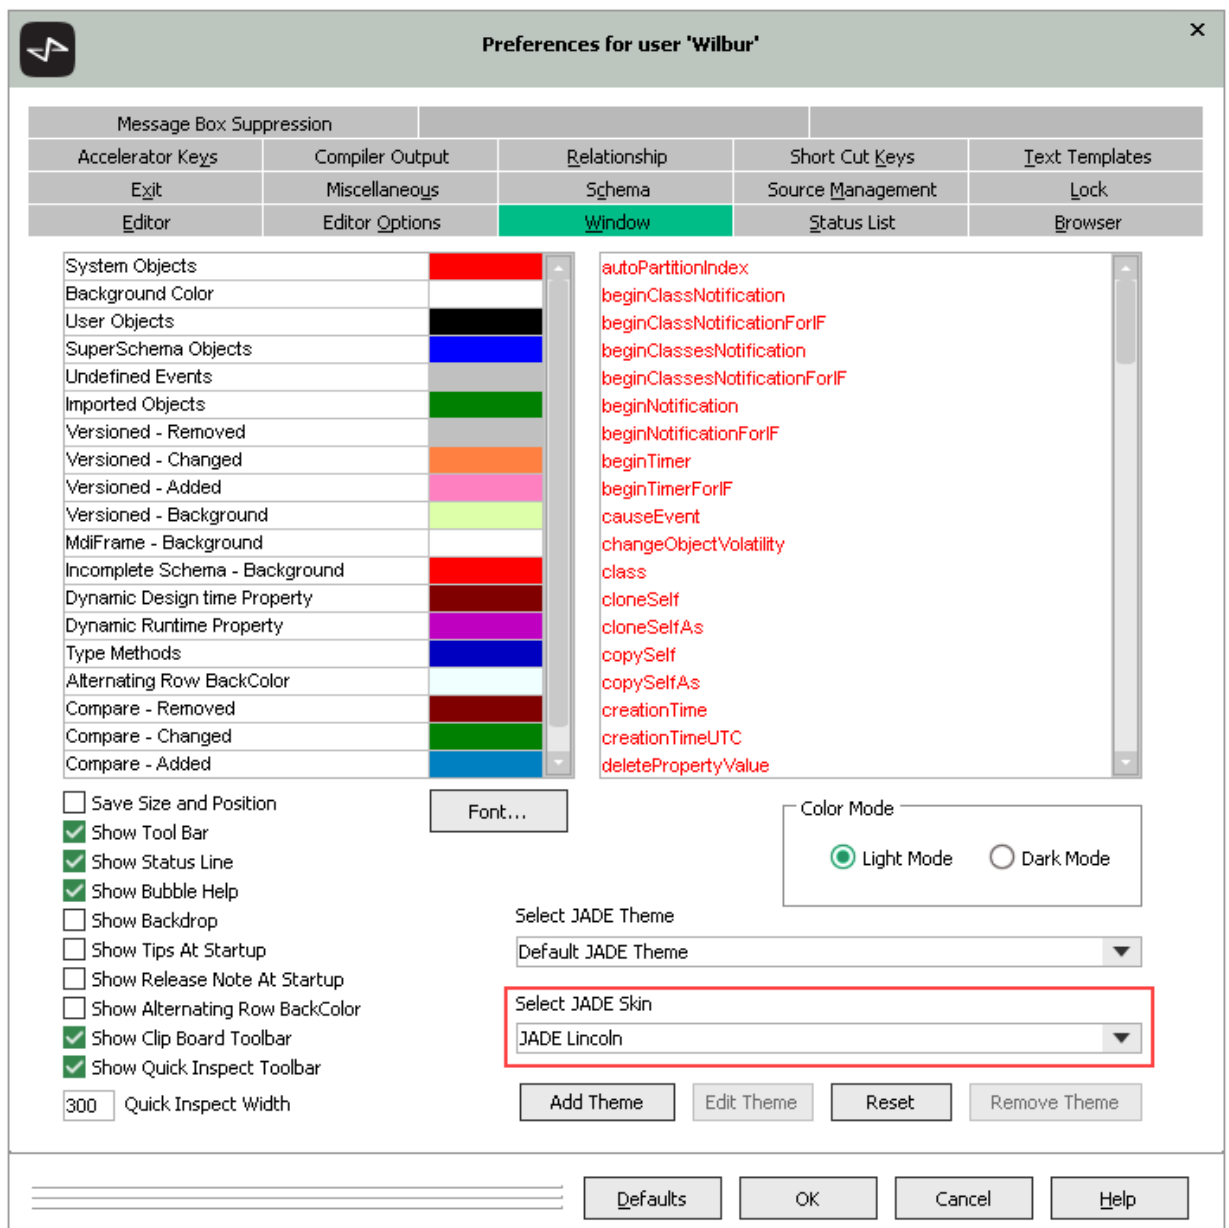 Preferences for user 'Wilbur'
Message Box Suppression
Accelerator Keys Compiler Output Relationship Short Cut Keys Text Templates
Exit Miscellaneous Schema Source Management Lock
Editor Editor Options Window Status List Browser
System Objects
Background Color
User Objects
SuperSchema Objects
Undefined Events
Imported Objects
Versioned - Removed
Versioned - Changed
Versioned - Added
Versioned - Background
MdiFrame - Background
Incomplete Schema - Background
Dynamic Design time Property
Dynamic Runtime Property
Type Methods
Alternating Row BackColor
Compare - Removed
Compare - Changed
Compare - Added
autoPartitionIndex
beginClassNotification
beginClassNotificationForIF
beginClassesNotification
beginClassesNotificationForIF
beginNotification
beginNotificationForIF
beginTimer
beginTimerForIF
causeEvent
changeObjectVolatility
class
cloneSelf
cloneSelfAs
copySelf
copySelfAs
creationTime
creationTimeUTC
deletePropertyValue
Save Size and Position
Show Tool Bar
Show Status Line
Show Bubble Help
Show Backdrop
Show Tips At Startup
Show Release Note At Startup
Show Alternating Row BackColor
Show Clip Board Toolbar
Show Quick Inspect Toolbar
300 Quick Inspect Width
Font...
Color Mode
Light Mode Dark Mode
Select JADE Theme
Default JADE Theme
Select JADE Skin
JADE Lincoln
Add Theme Edit Theme Reset Remove Theme
Defaults OK Cancel Help